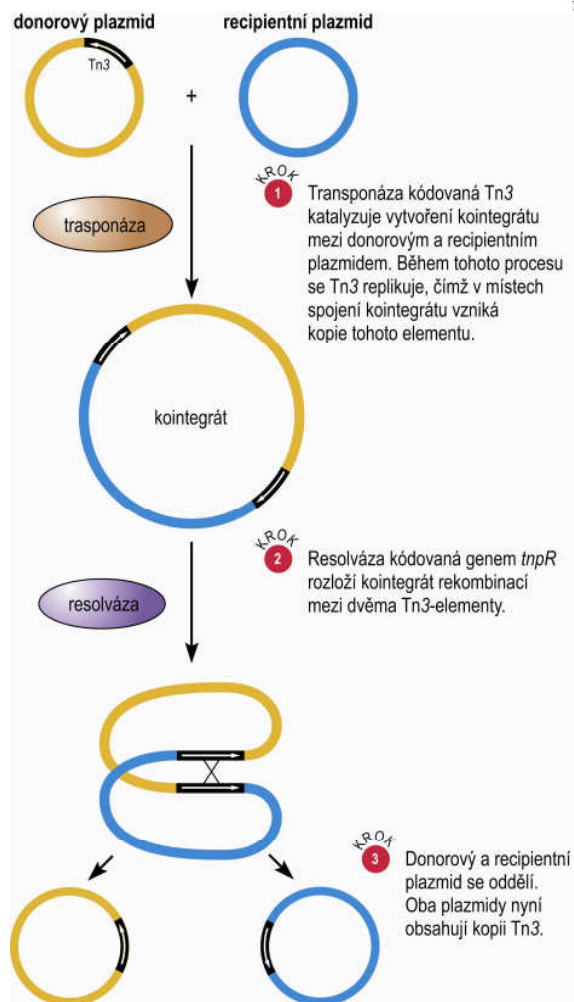 donorový plazmid
recipientní plazmid
Tn3
+
KROK
1
Transponáza kódovaná Tn3
katalyzuje vytvoření kointegrátu
mezi donorovým a recipientním
plazmidem. Během tohoto procesu
se Tn3 replikuje, čímž v místech
spojení kointegrátu vzniká
kopie tohoto elementu.
trasponáza
kointegrát
KROK
2
Resolváza kódovaná genem tnpR
rozloží kointegrát rekombinací
mezi dvěma Tn3-elementy.
resolváza
KROK
3
Donorový a recipientní
plazmid se oddělí.
Oba plazmidy nyní
obsahují kopii Tn3.